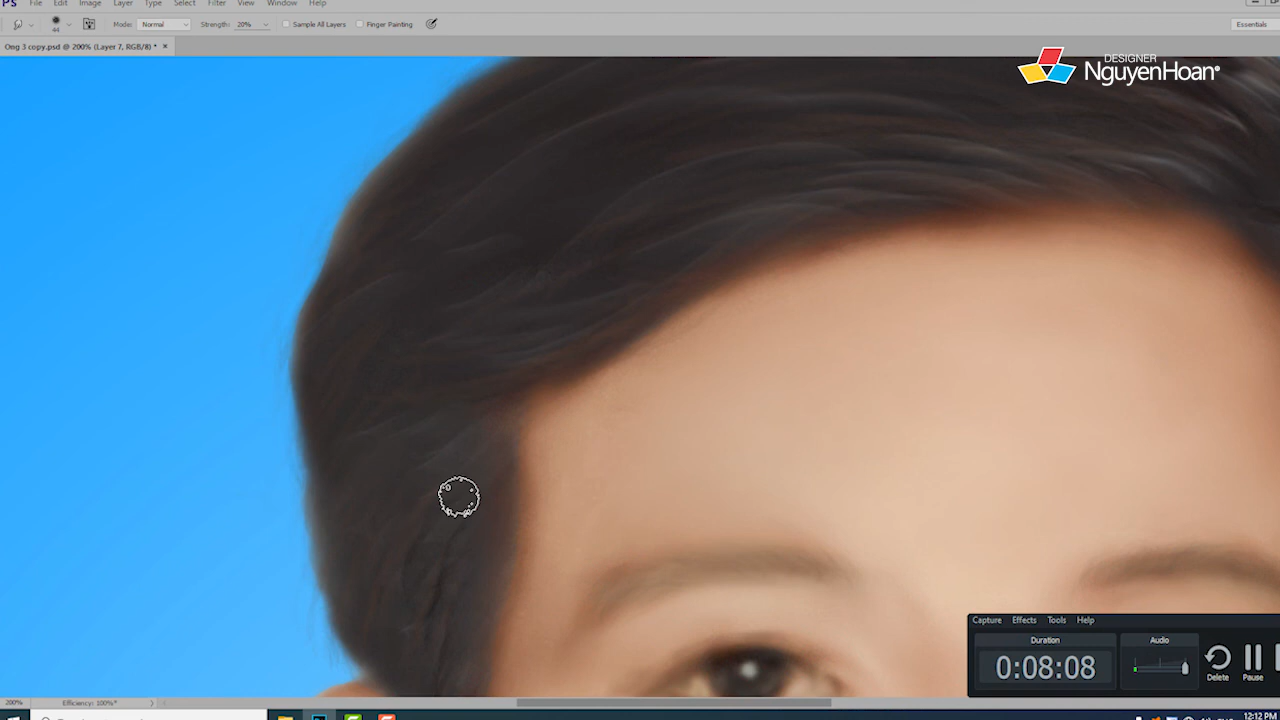 Ps File Edit Image Layer Type Select Filter View Window Help
44 Mode: Normal Strength: 20% Sample All Layers Finger Painting Essentials
Ong 3 copy.psd @ 200% (Layer 7, RGB/8) * ×
DESIGNER
NguyenHoan®
Capture Effects Tools Help
Duration Audio
0:08:08
Delete Pause
200% Efficiency: 100%*
12:12 PM